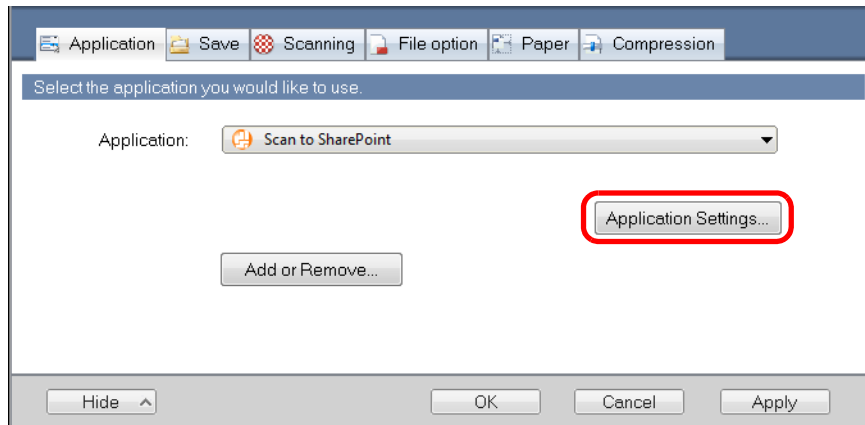 Application Save Scanning File option Paper Compression
Select the application you would like to use.
Application: Scan to SharePoint
Application Settings...
Add or Remove...
Hide OK Cancel Apply